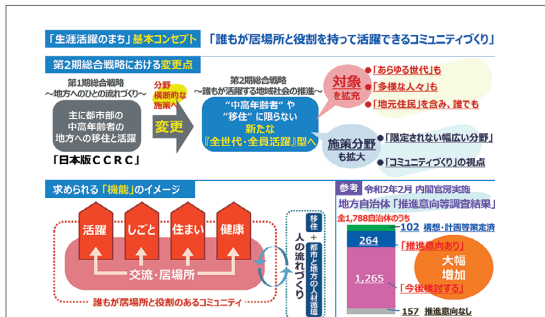 「生涯活躍のまち」基本コンセプト
「誰もが居場所と役割を持って活躍できるコミュニティづくり」
第2期総合戦略における変更点
第1期総合戦略
～地方へのひとの流れづくり～
主に都市部の
中高年齢者の
地方への移住と活躍
「日本版CCRC」
分野
横断的な
施策へ
変更
第2期総合戦略
～誰もが活躍する地域社会の推進～
"中高年齢者"や
"移住"に限らない
新たな
『全世代・全員活躍』型へ
対象
を拡充
・「あらゆる世代」も
・「多様な人々」も
・「地元住民」を含み、誰でも
施策分野
も拡大
・「限定されない幅広い分野」
・「コミュニティづくり」の視点
求められる「機能」のイメージ
活躍
しごと
住まい
健康
交流・居場所
誰もが居場所と役割のあるコミュニティ
移住+都市と地方の人材循環
人の流れづくり
参考 令和2年2月 内閣官房実施
地方自治体「推進意向等調査結果」
全1,788自治体のうち
102 構想・計画等策定済
264
「推進意向あり」
1,265
「今後検討する」
157 推進意向なし
大幅
増加